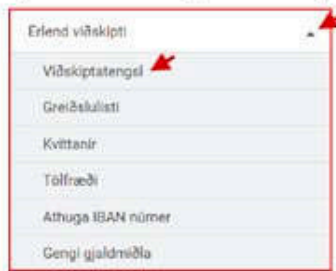 Erlend viðskipti
Viðskiptatengsl
Greiðslulisti
Kvittanir
Tölfræði
Athuga IBAN númer
Gengi gjaldmiðla